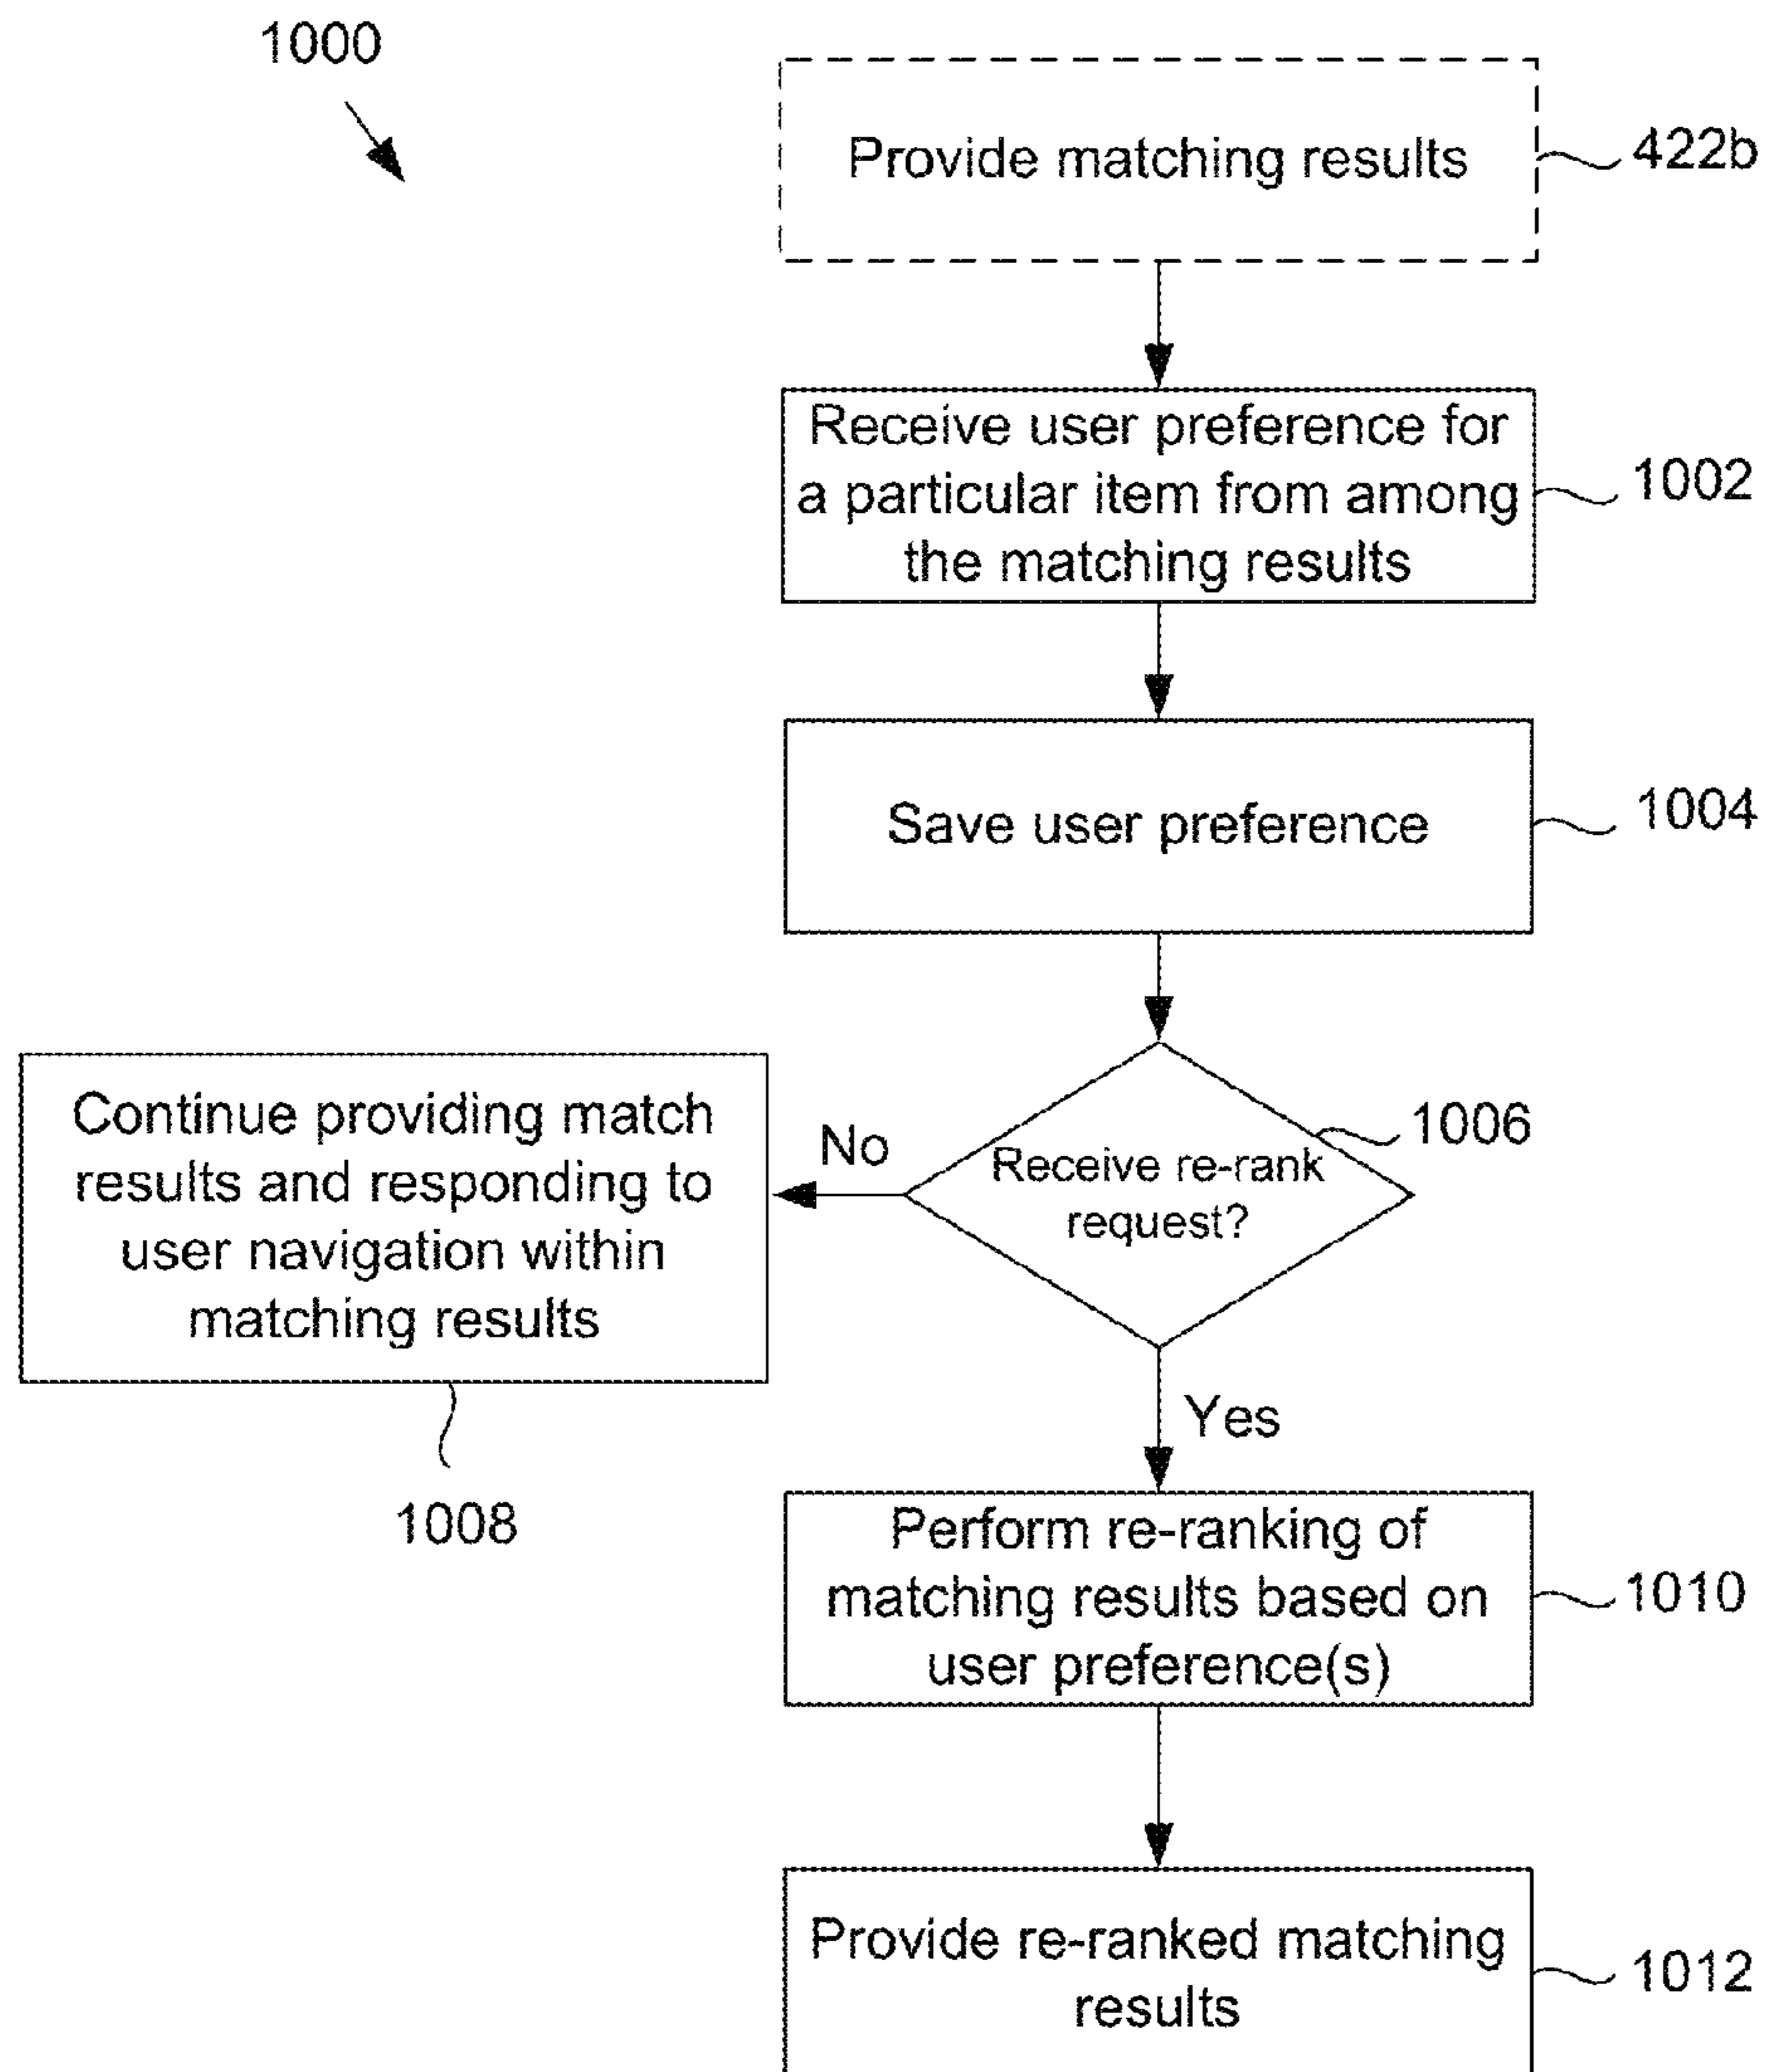 1000
Provide matching results
422b
Receive user preference for
a particular item from among
the matching results
1002
Save user preference
1004
Receive re-rank
request?
1006
No
Continue providing match
results and responding to
user navigation within
matching results
1008
Yes
Perform re-ranking of
matching results based on
user preference(s)
1010
Provide re-ranked matching
results
1012